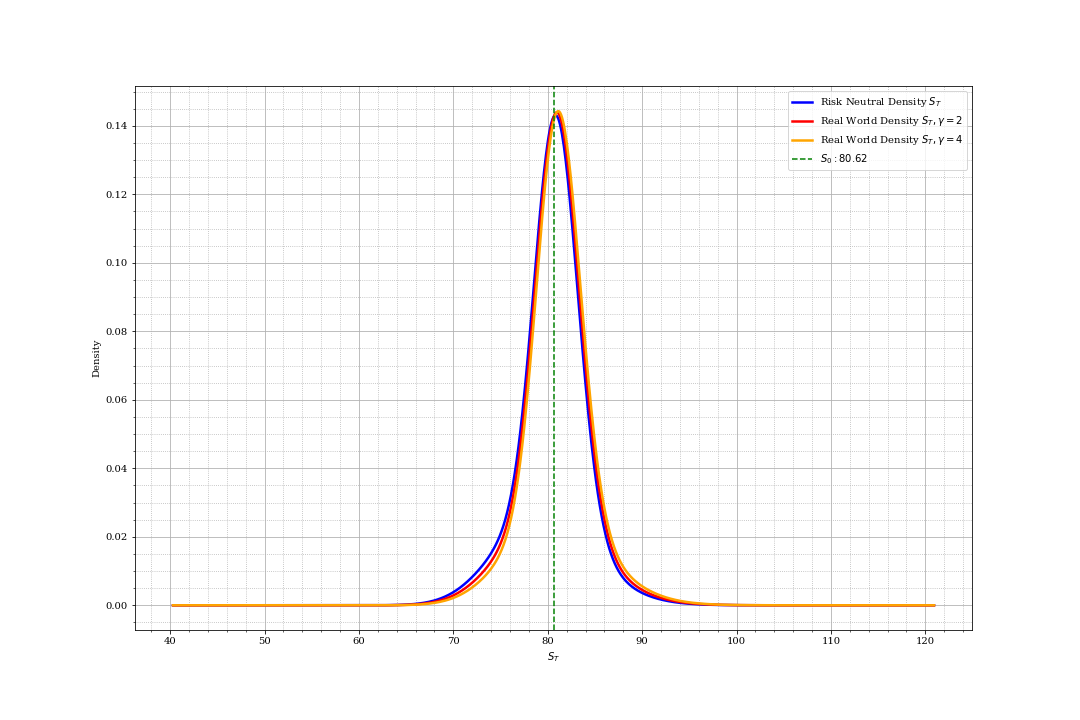 Risk Neutral Density S_T
Real World Density S_T, γ = 2
Real World Density S_T, γ = 4
S_0 : 80.62
0.14
0.12
0.10
0.08
0.06
0.04
0.02
0.00
Density
40 50 60 70 80 90 100 110 120
S_T